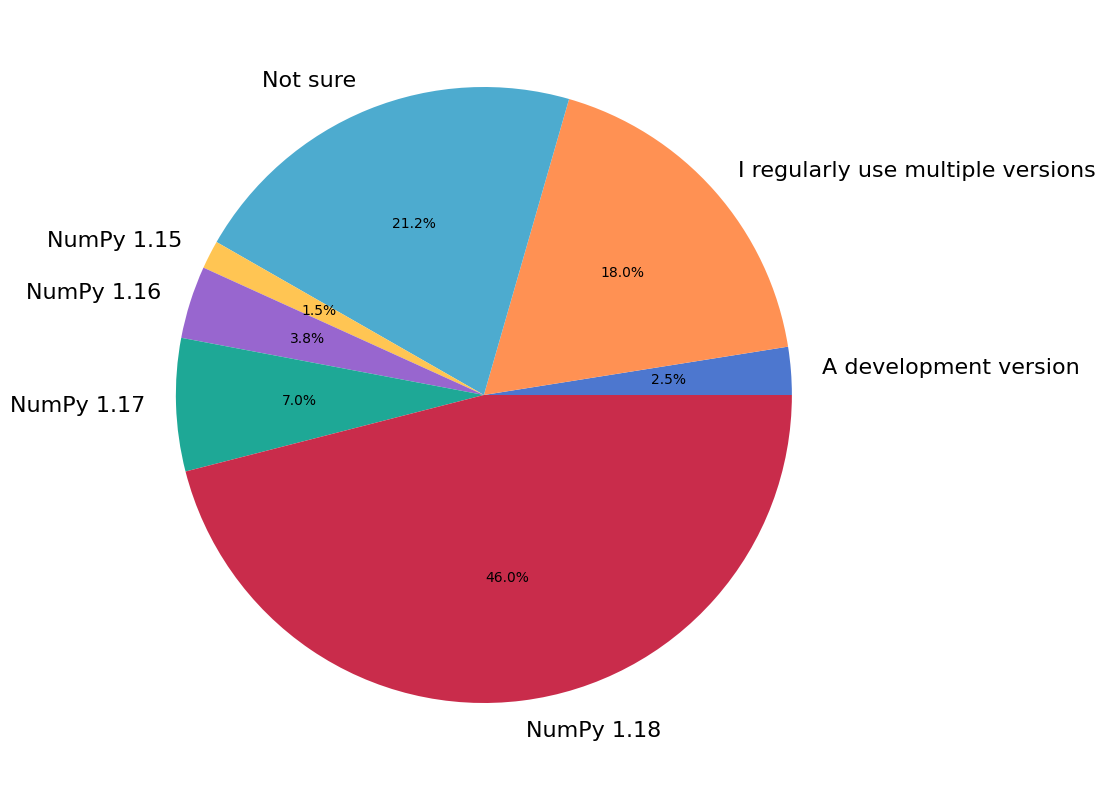 Not sure
I regularly use multiple versions
21.2%
NumPy 1.15
18.0%
NumPy 1.16
1.5%
3.8%
A development version
2.5%
NumPy 1.17
7.0%
46.0%
NumPy 1.18